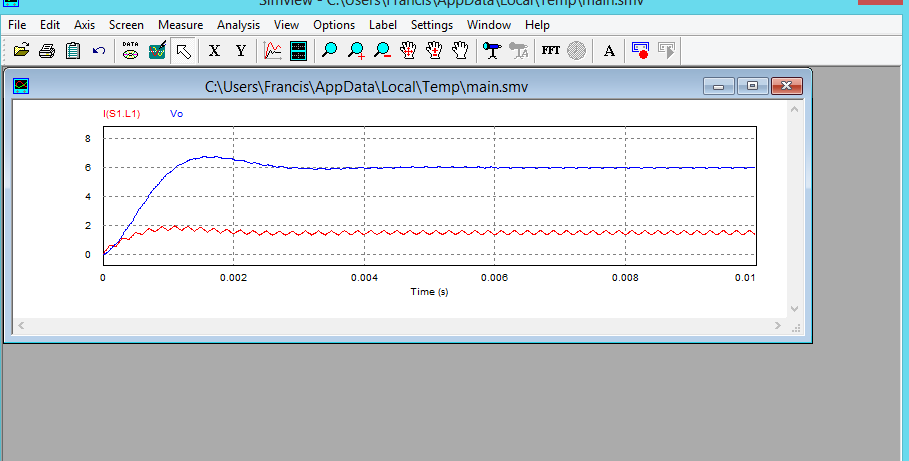 SimView - C:\Users\Francis\AppData\Local\Temp\main.smv
File Edit Axis Screen Measure Analysis View Options Label Settings Window Help
DATA X Y FFT A
C:\Users\Francis\AppData\Local\Temp\main.smv
I(S1.L1) Vo
8
6
4
2
0
0 0.002 0.004 0.006 0.008 0.01
Time (s)